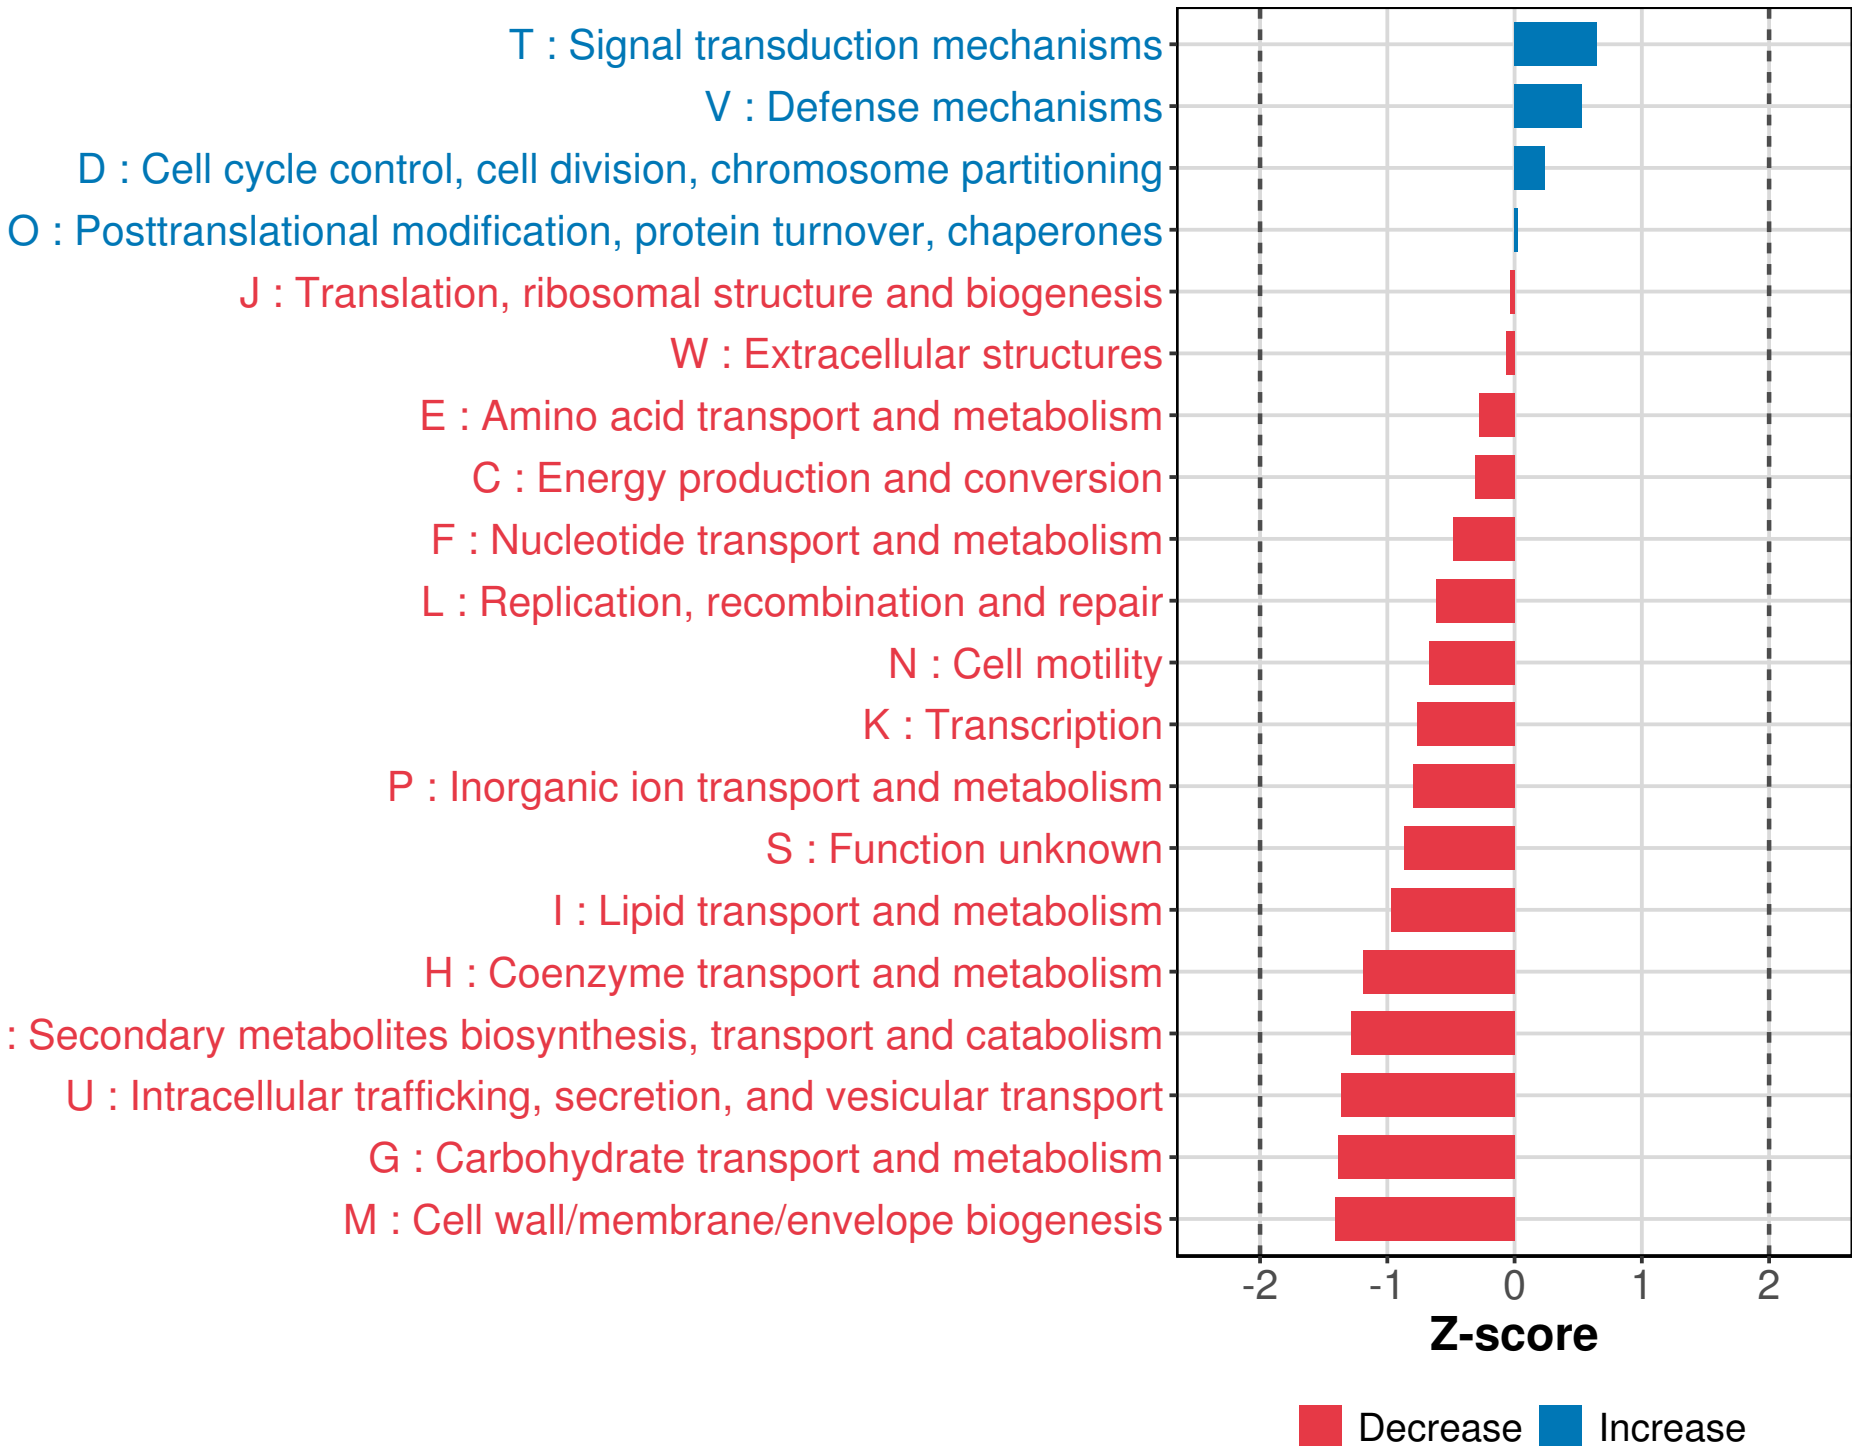 T : Signal transduction mechanisms
V : Defense mechanisms
D : Cell cycle control, cell division, chromosome partitioning
O : Posttranslational modification, protein turnover, chaperones
J : Translation, ribosomal structure and biogenesis
W : Extracellular structures
E : Amino acid transport and metabolism
C : Energy production and conversion
F : Nucleotide transport and metabolism
L : Replication, recombination and repair
N : Cell motility
K : Transcription
P : Inorganic ion transport and metabolism
S : Function unknown
I : Lipid transport and metabolism
H : Coenzyme transport and metabolism
: Secondary metabolites biosynthesis, transport and catabolism
U : Intracellular trafficking, secretion, and vesicular transport
G : Carbohydrate transport and metabolism
M : Cell wall/membrane/envelope biogenesis
-2 -1 0 1 2
Z-score
Decrease Increase